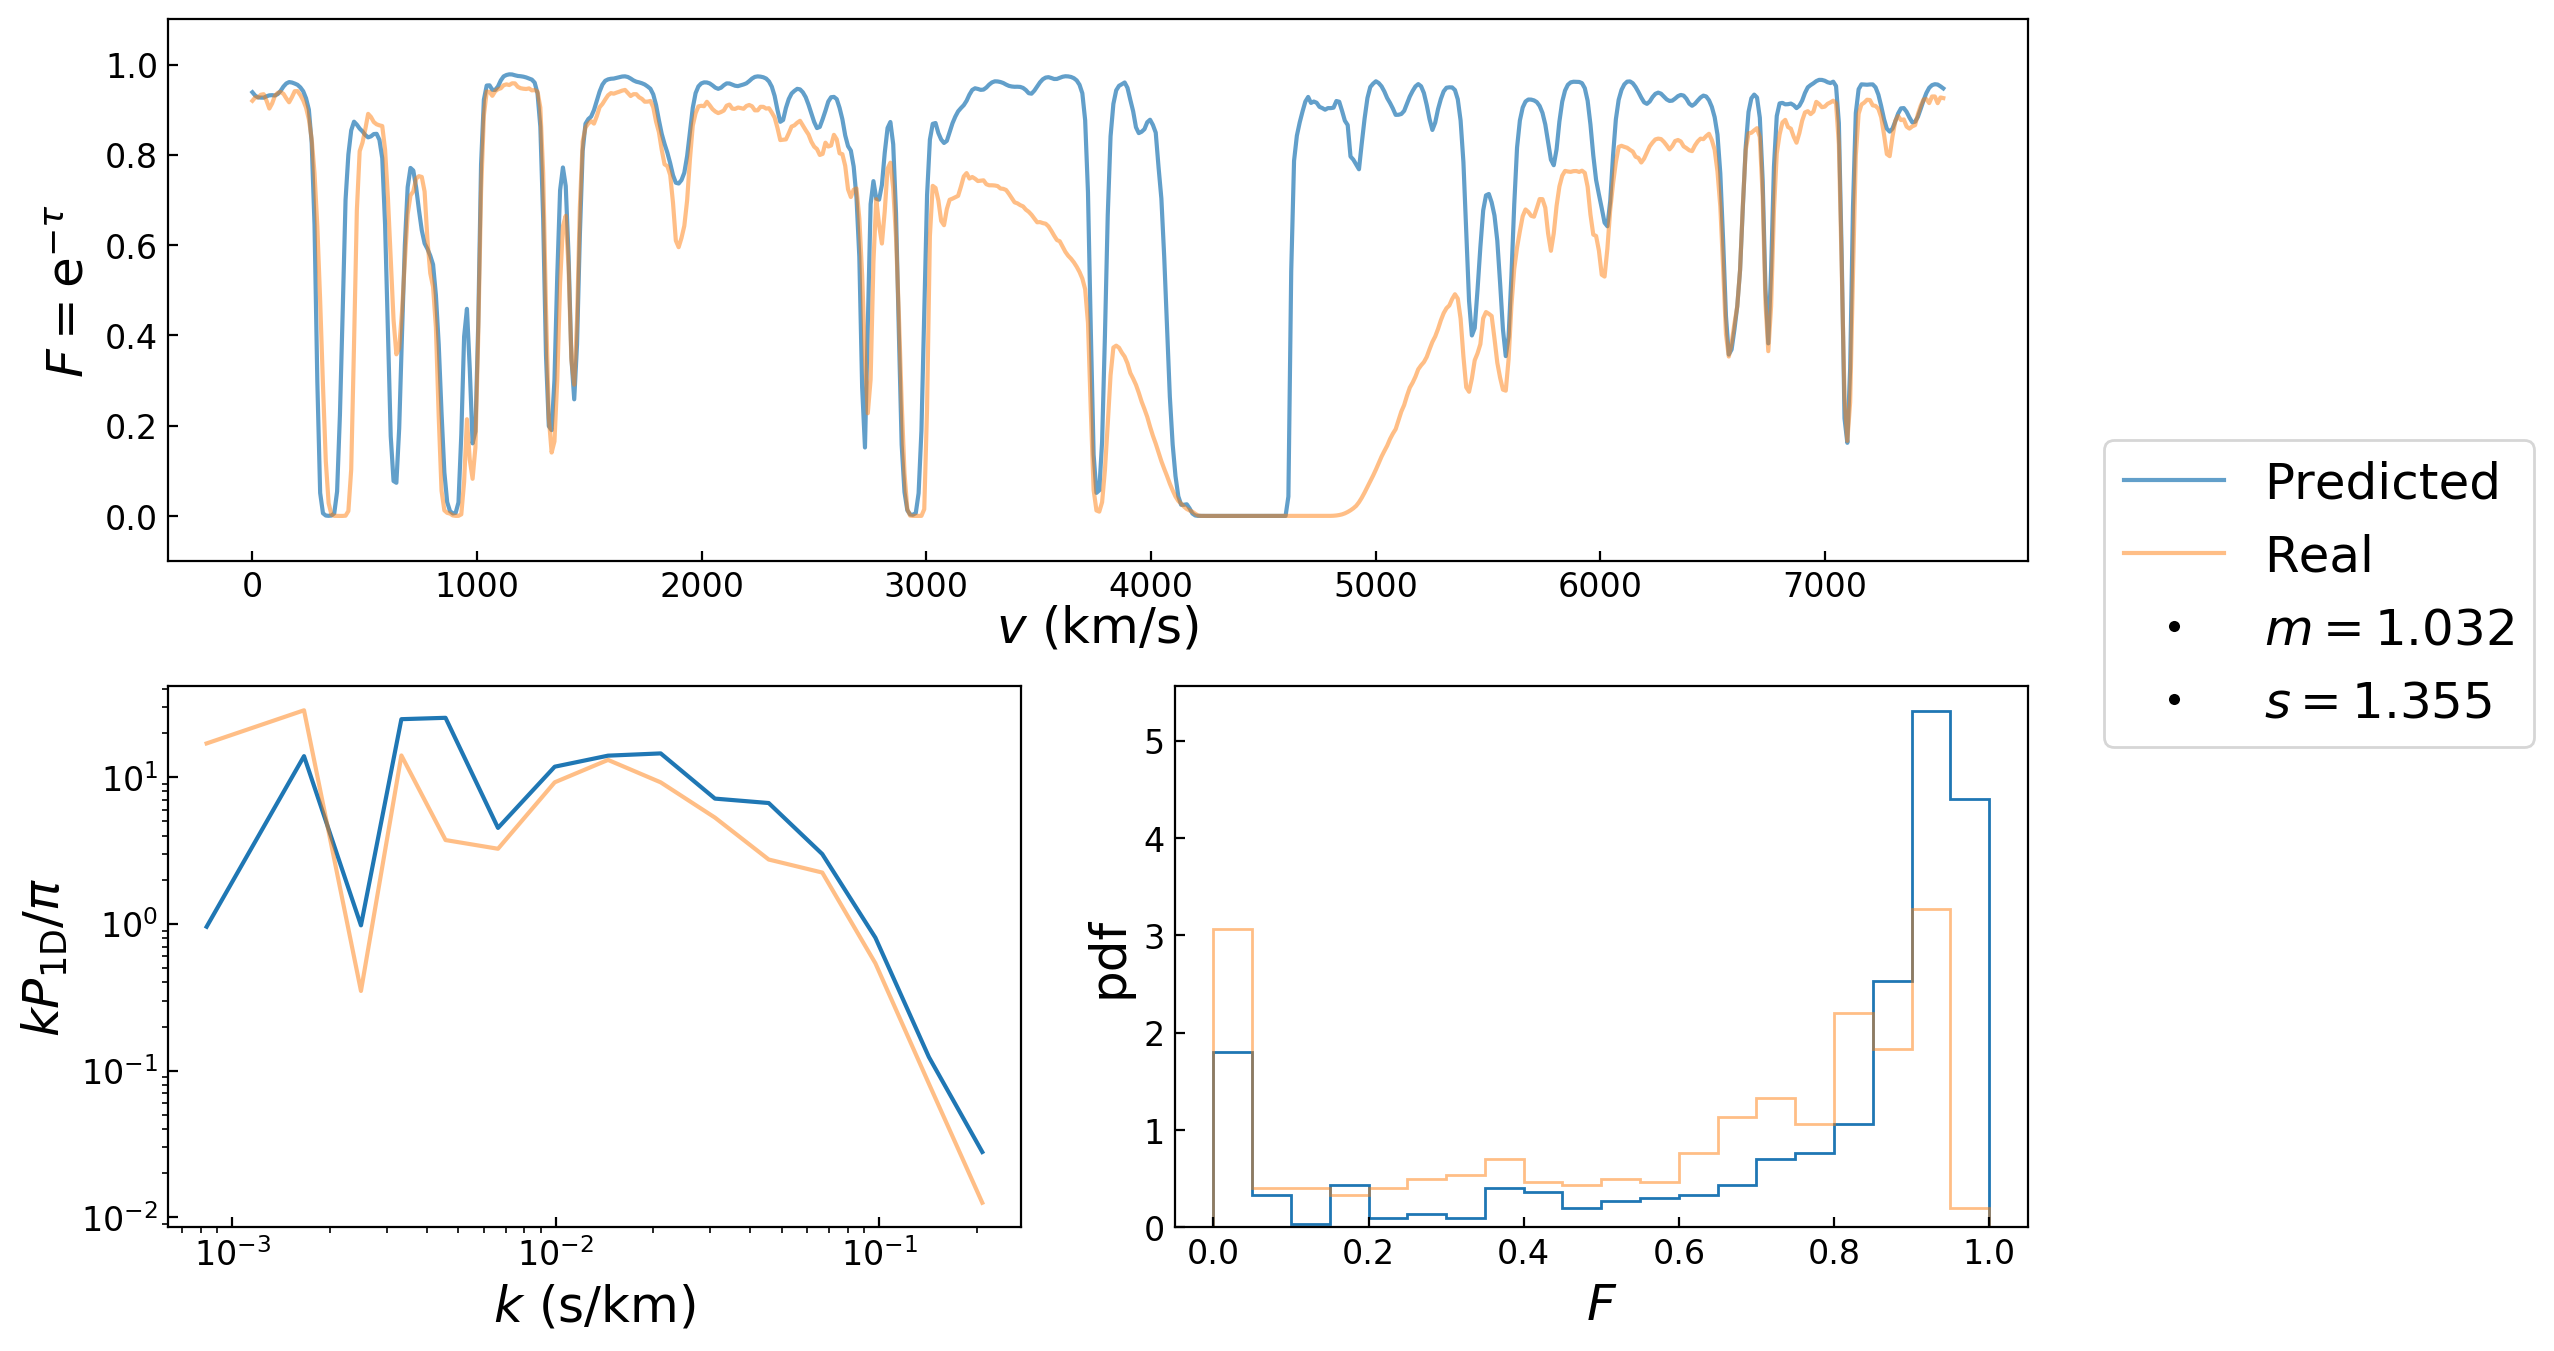 1.0
0.8
0.6
0.4
0.2
0.0
F = e^{−τ}
0 1000 2000 3000 4000 5000 6000 7000
v (km/s)
Predicted
Real
m = 1.032
s = 1.355
10^1
10^0
10^{−1}
10^{−2}
kP_{1D}/π
10^{−3} 10^{−2} 10^{−1}
k (s/km)
5
4
3
2
1
0
pdf
0.0 0.2 0.4 0.6 0.8 1.0
F